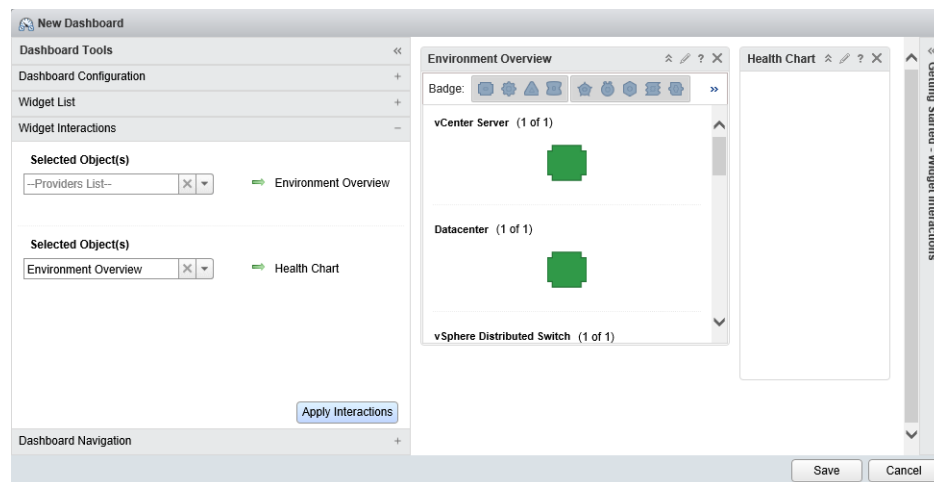 New Dashboard
Dashboard Tools
Dashboard Configuration
Widget List
Widget Interactions
Selected Object(s)
--Providers List--
Environment Overview
Selected Object(s)
Environment Overview
Health Chart
Apply Interactions
Dashboard Navigation
Environment Overview
Badge:
vCenter Server (1 of 1)
Datacenter (1 of 1)
vSphere Distributed Switch (1 of 1)
Health Chart
Getting Started - Widget Interactions
Save
Cancel